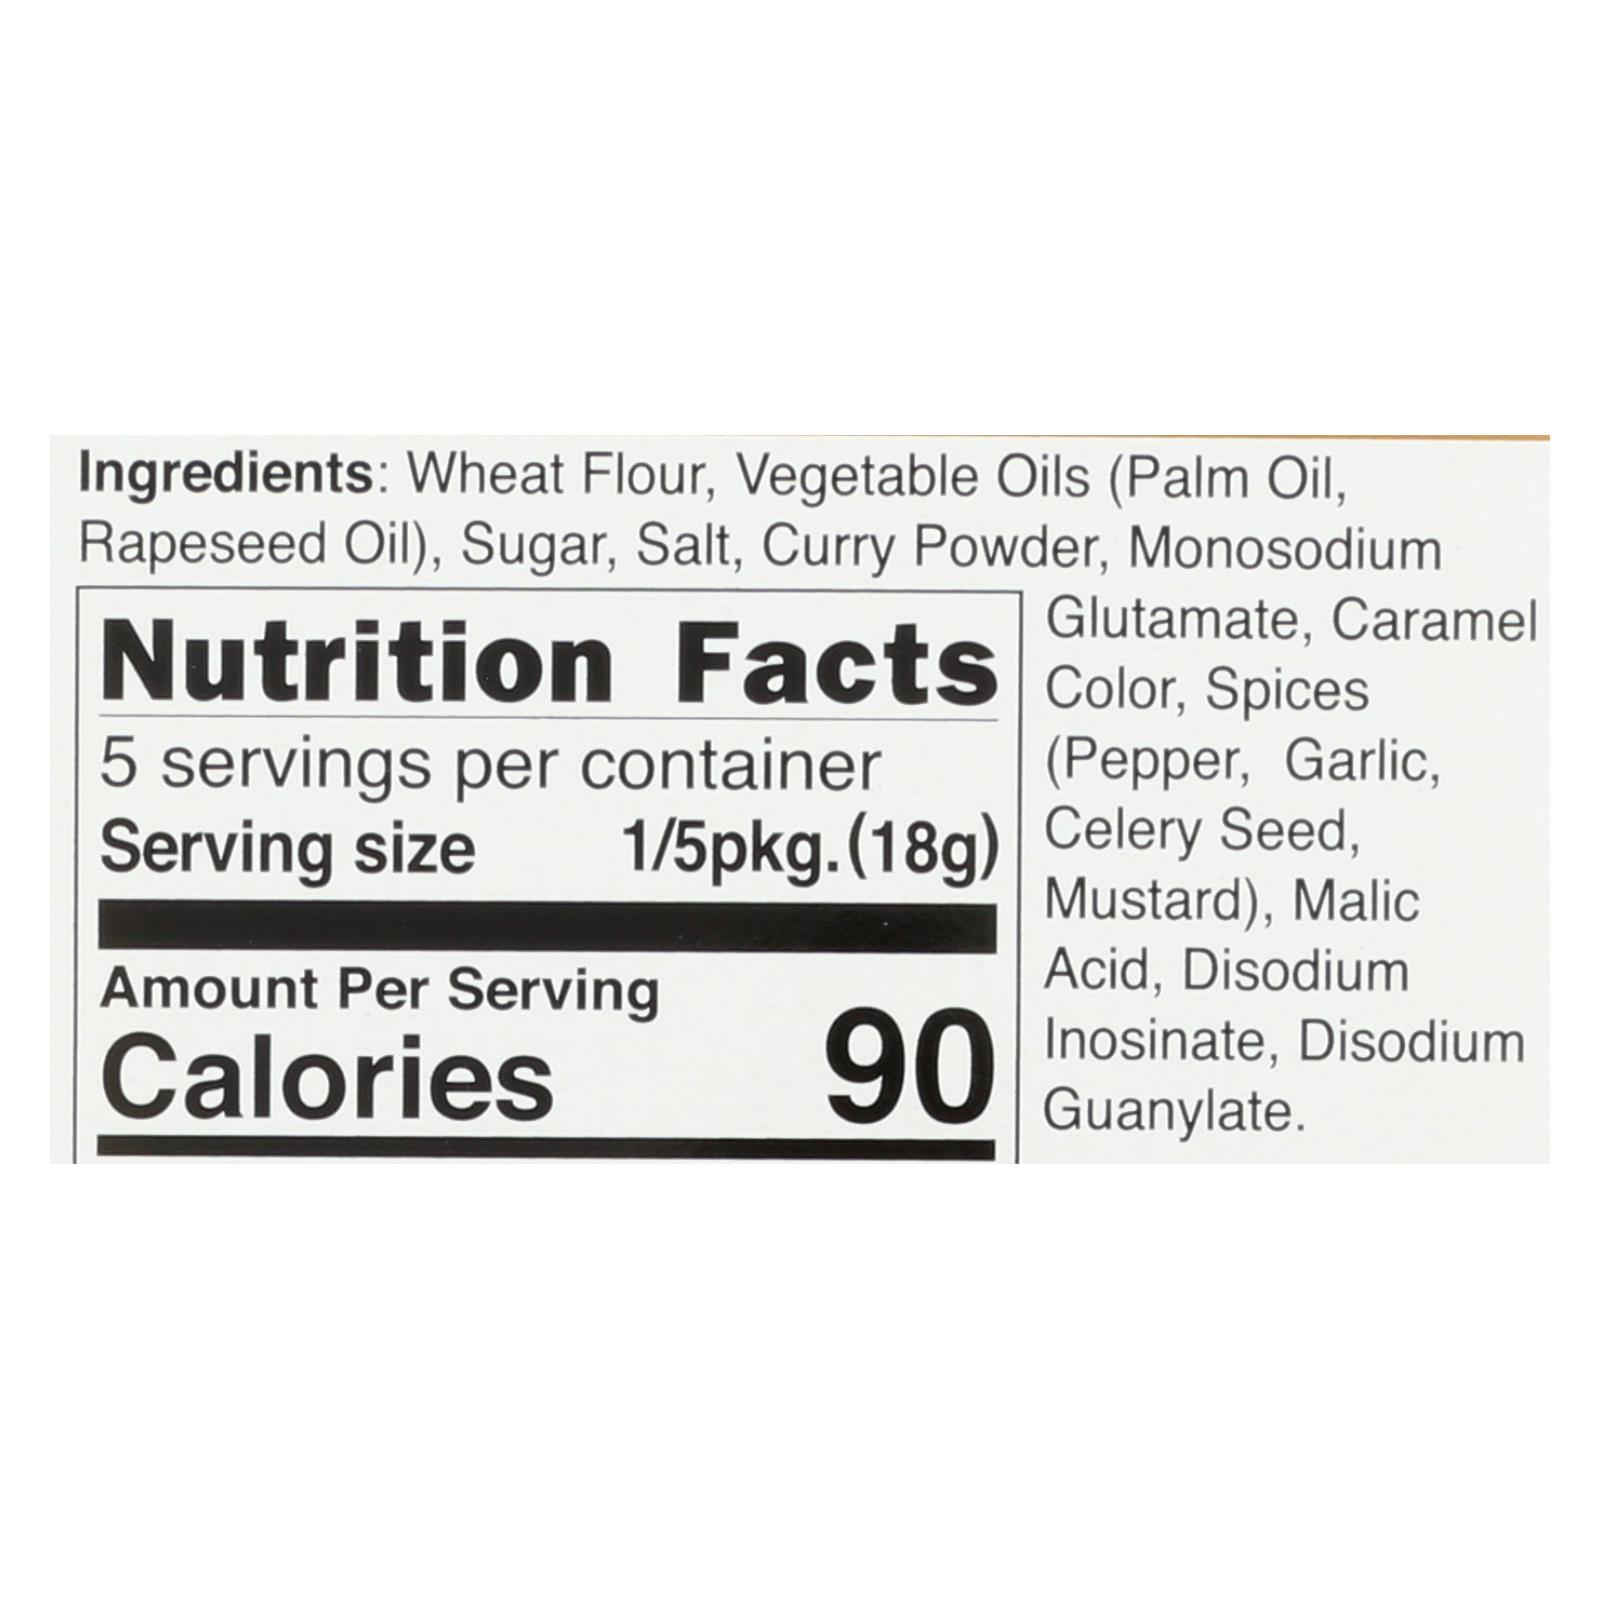 Ingredients: Wheat Flour, Vegetable Oils (Palm Oil,
Rapeseed Oil), Sugar, Salt, Curry Powder, Monosodium
Glutamate, Caramel
Color, Spices
(Pepper, Garlic,
Celery Seed,
Mustard), Malic
Acid, Disodium
Inosinate, Disodium
Guanylate.
Nutrition Facts
5 servings per container
Serving size 1/5pkg.(18g)
Amount Per Serving
Calories 90